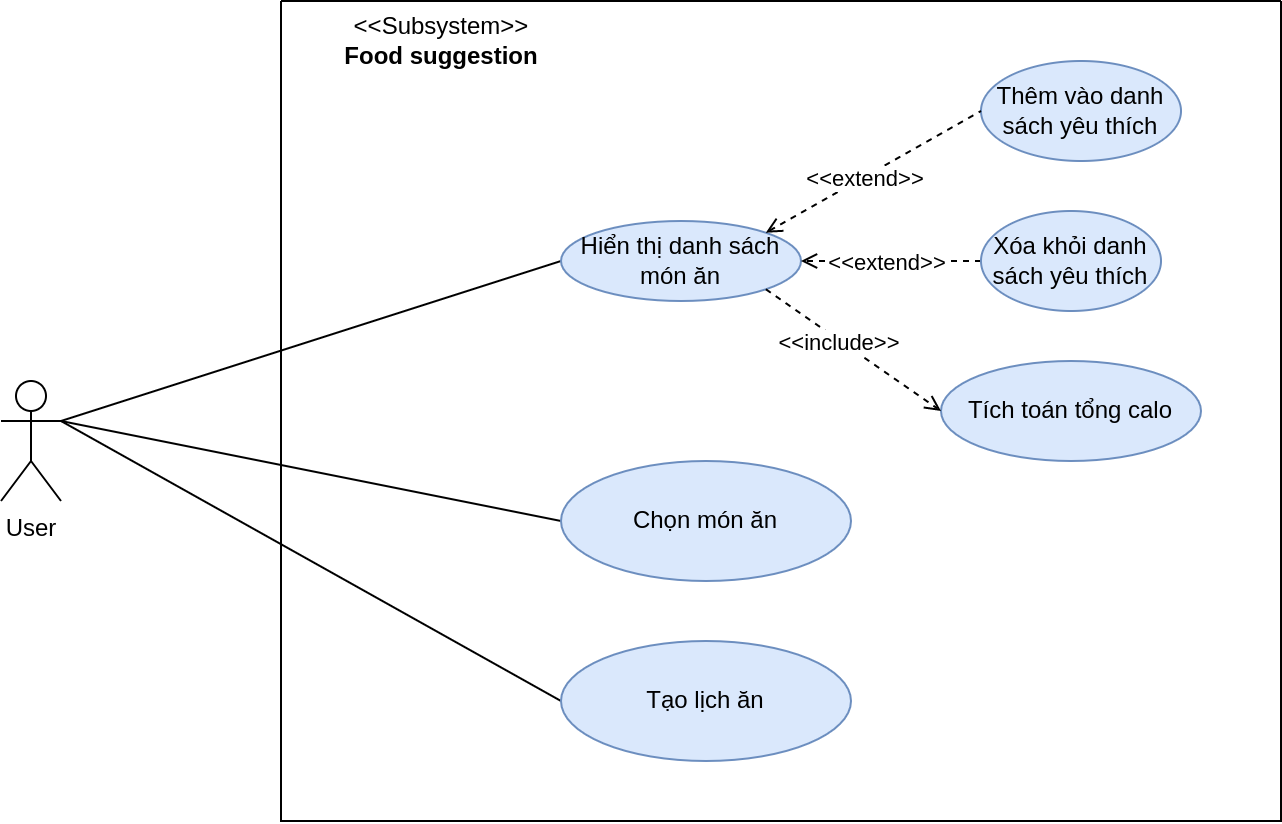 <<Subsystem>>
Food suggestion
Thêm vào danh
sách yêu thích
<<extend>>
Hiển thị danh sách
món ăn
<<extend>>
Xóa khỏi danh
sách yêu thích
<<include>>
Tích toán tổng calo
User
Chọn món ăn
Tạo lịch ăn